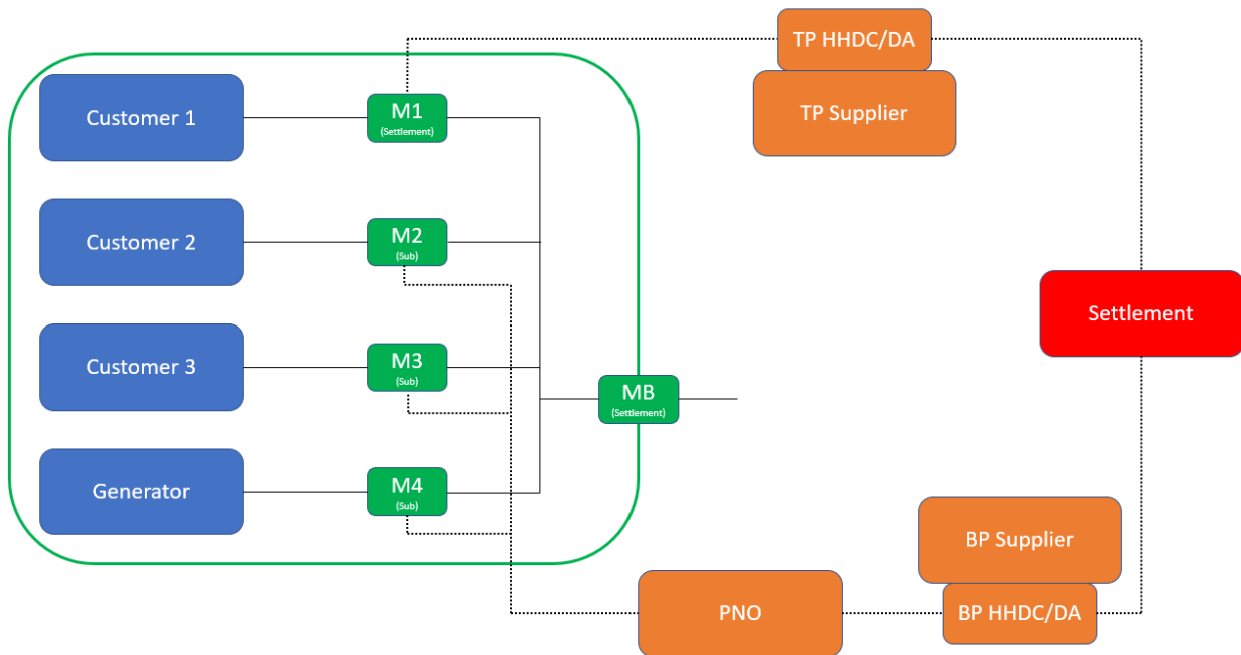 TP HHDC/DA
TP Supplier
Customer 1
M1
(Settlement)
Customer 2
M2
(Sub)
Settlement
Customer 3
M3
(Sub)
MB
(Settlement)
Generator
M4
(Sub)
BP Supplier
PNO
BP HHDC/DA